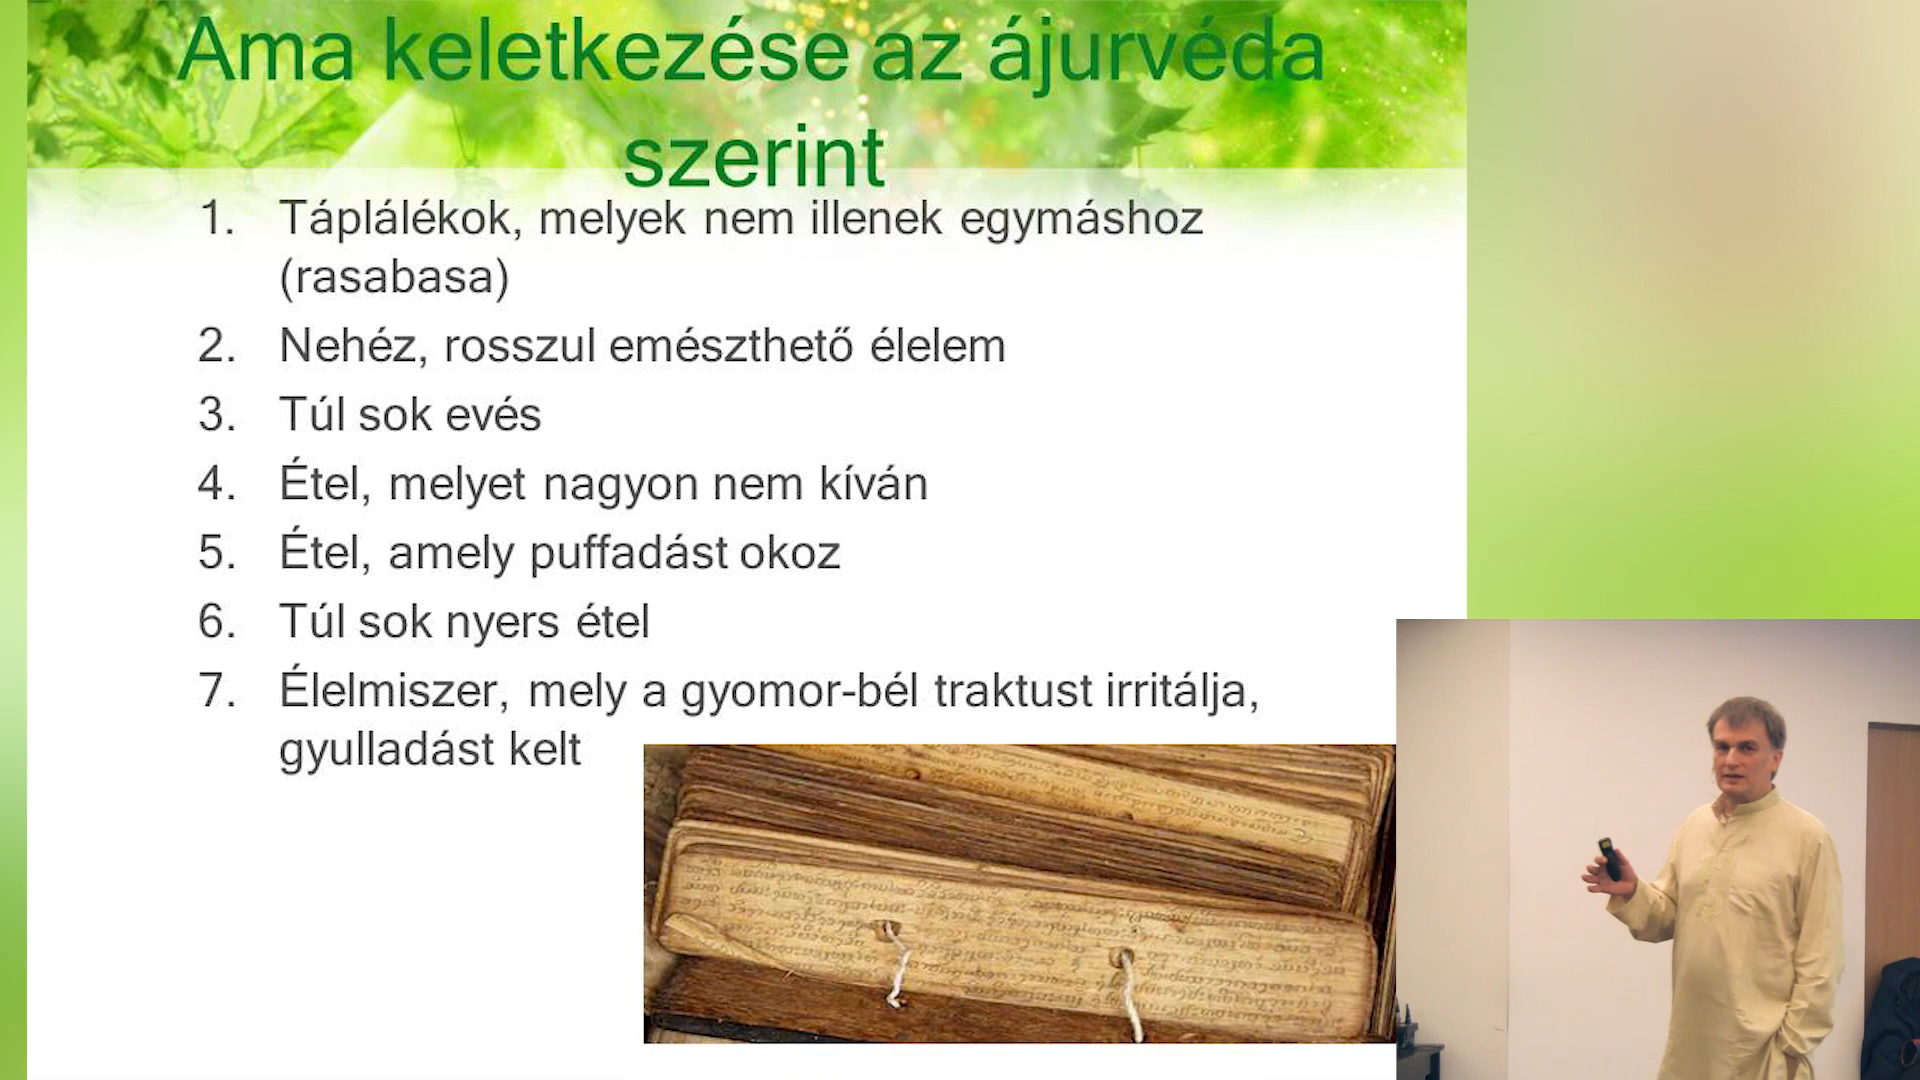 Ama keletkezése az ájurvéda
szerint
1. Táplálékok, melyek nem illenek egymáshoz
(rasabasa)
2. Nehéz, rosszul emészthető élelem
3. Túl sok evés
4. Étel, melyet nagyon nem kíván
5. Étel, amely puffadást okoz
6. Túl sok nyers étel
7. Élelmiszer, mely a gyomor-bél traktust irritálja,
gyulladást kelt